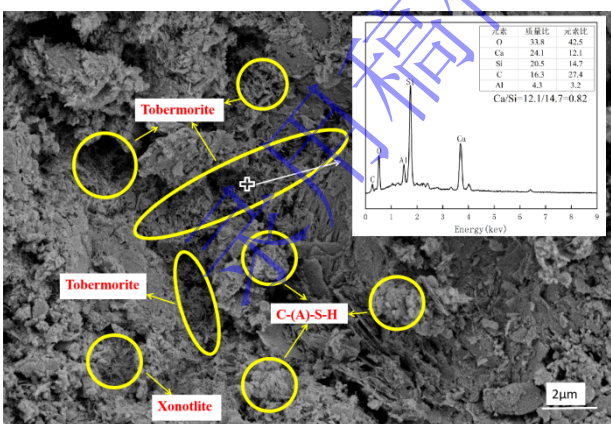 元素 质量比 元素比
O 33.8 42.5
Ca 24.1 12.1
Si 20.5 14.7
C 16.3 27.4
Al 4.3 3.2
Ca/Si=12.1/14.7=0.82
Si
Ca
O
Al
C
0 1 2 3 4 5 6 7 8 9
Energy(kev)
Tobermorite
Tobermorite
C-(A)-S-H
Xonotlite
2μm
录用稿